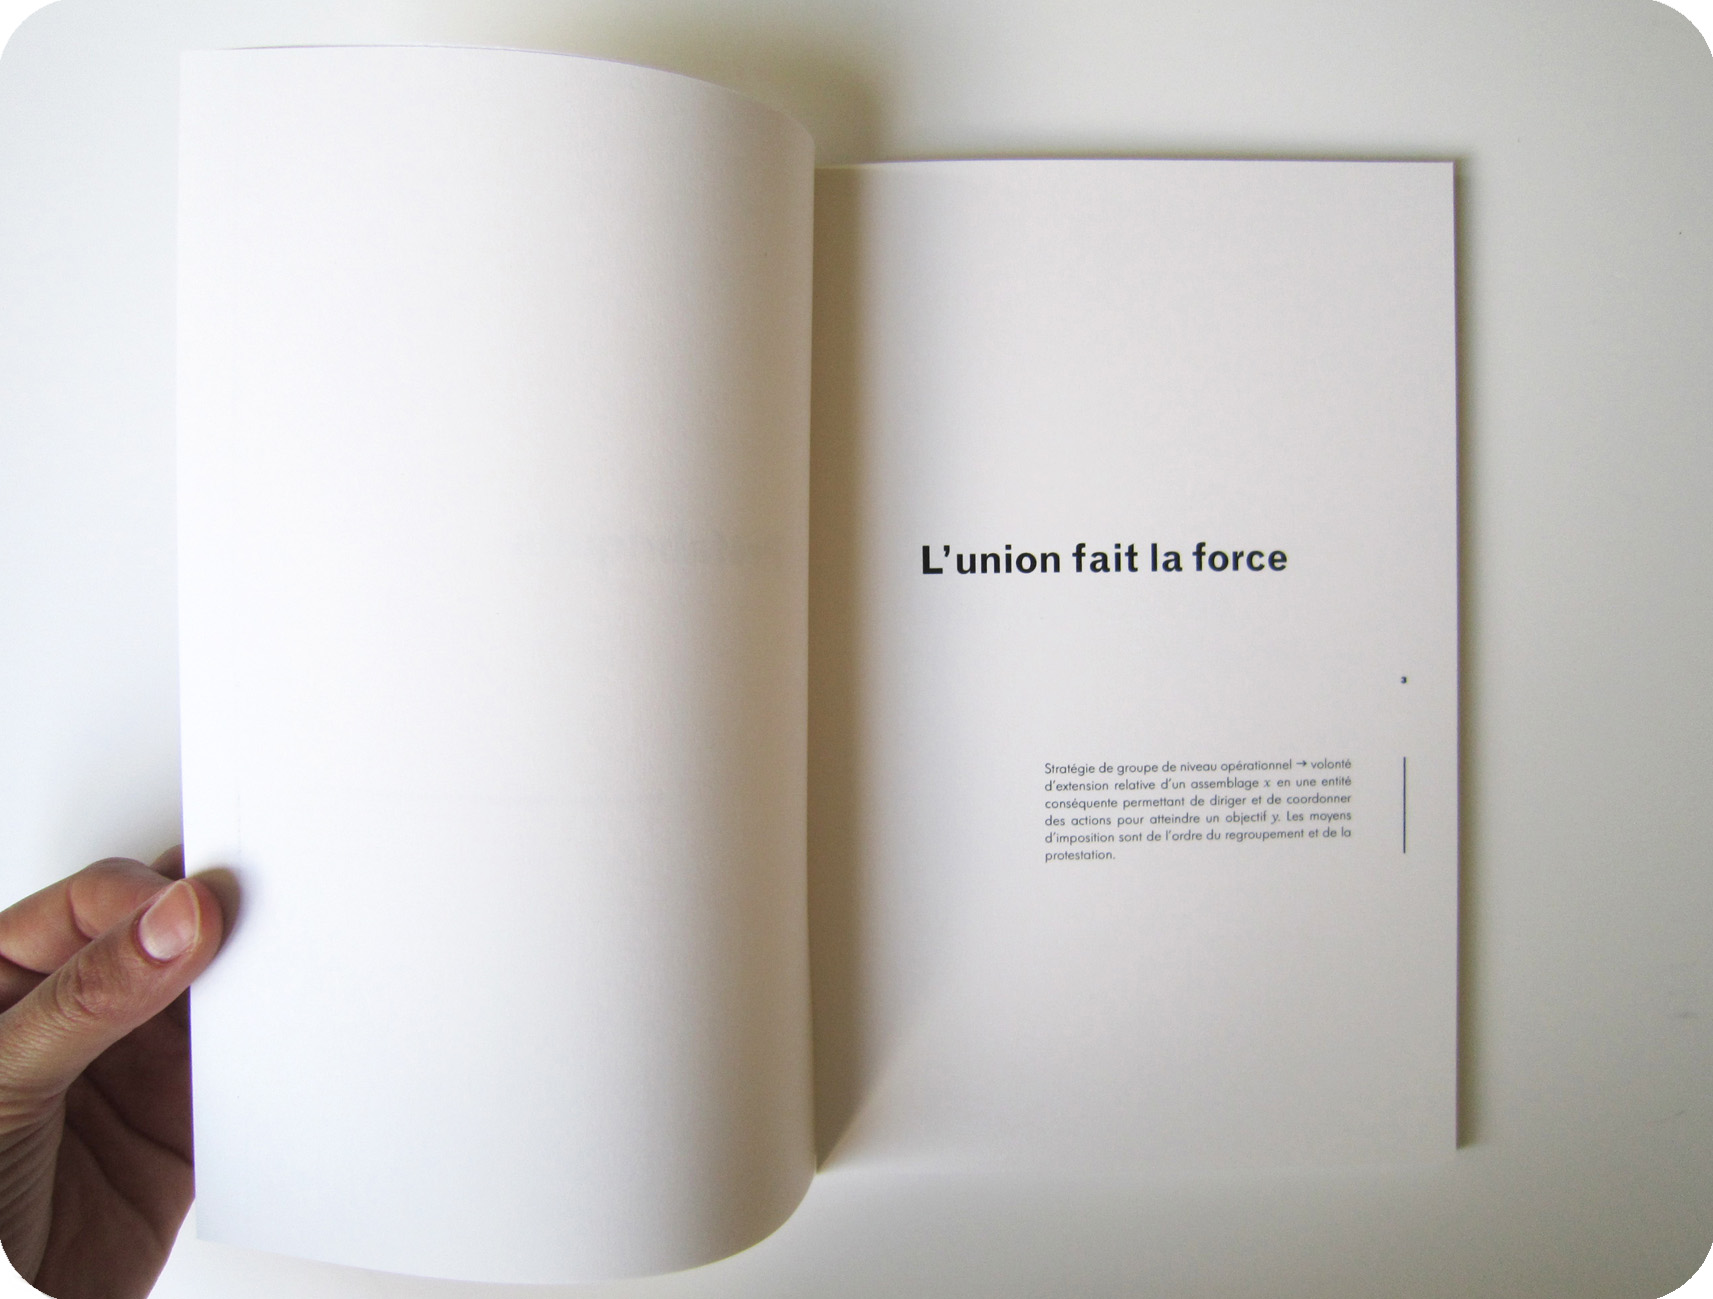 L’union fait la force
3
Stratégie de groupe de niveau opérationnel → volonté
d’extension relative d’un assemblage x en une entité
conséquente permettant de diriger et de coordonner
des actions pour atteindre un objectif y. Les moyens
d’imposition sont de l’ordre du regroupement et de la
protestation.